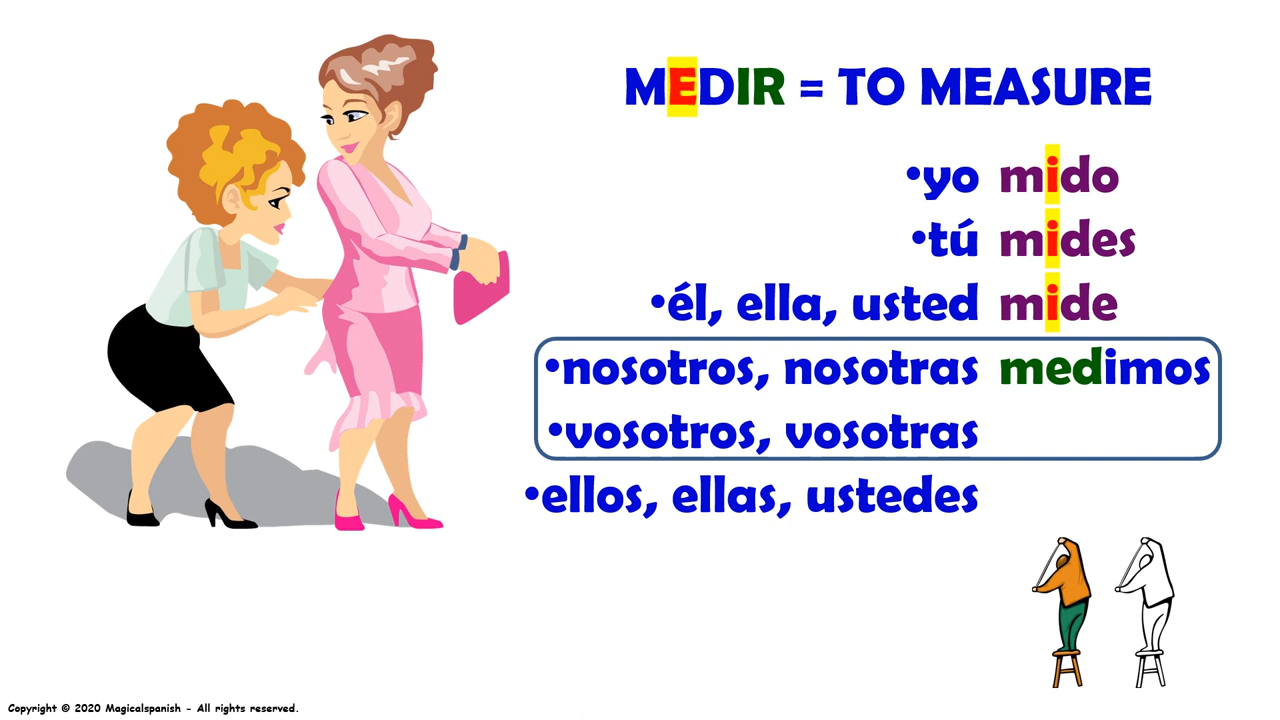 MEDIR = TO MEASURE
•yo mido
•tú mides
•él, ella, usted mide
•nosotros, nosotras medimos
•vosotros, vosotras
•ellos, ellas, ustedes
Copyright © 2020 Magicalspanish - All rights reserved.